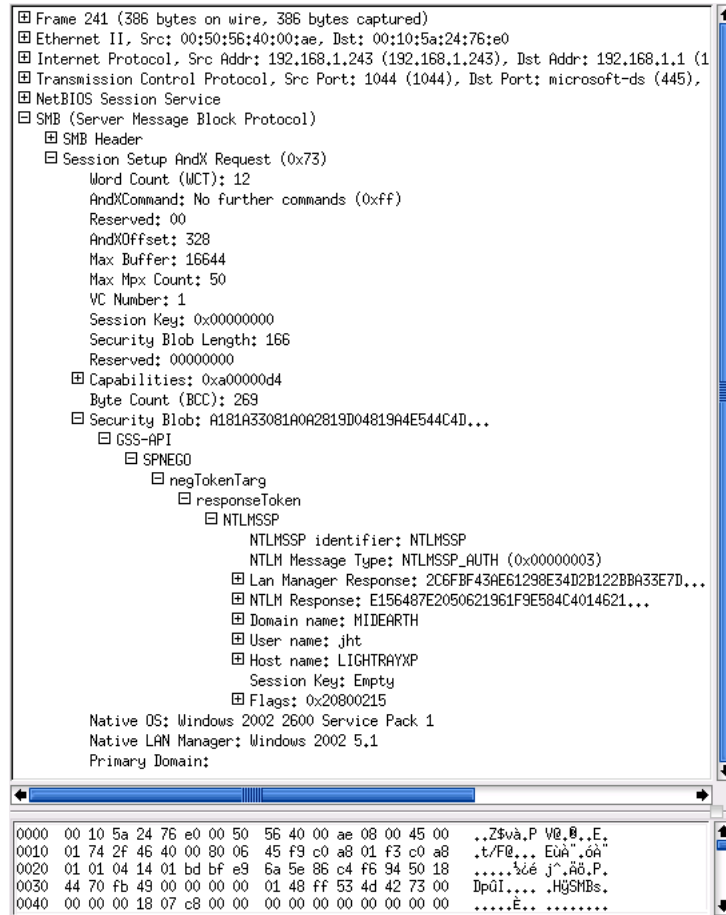 Frame 241 (386 bytes on wire, 386 bytes captured)
Ethernet II, Src: 00:50:56:40:00:ae, Dst: 00:10:5a:24:76:e0
Internet Protocol, Src Addr: 192.168.1.243 (192.168.1.243), Dst Addr: 192.168.1.1 (1
Transmission Control Protocol, Src Port: 1044 (1044), Dst Port: microsoft-ds (445),
NetBIOS Session Service
SMB (Server Message Block Protocol)
SMB Header
Session Setup AndX Request (0x73)
Word Count (WCT): 12
AndXCommand: No further commands (0xff)
Reserved: 00
AndXOffset: 328
Max Buffer: 16644
Max Mpx Count: 50
VC Number: 1
Session Key: 0x00000000
Security Blob Length: 166
Reserved: 00000000
Capabilities: 0xa00000d4
Byte Count (BCC): 269
Security Blob: A181A33081A0A2819D04819A4E544C4D...
GSS-API
SPNEGO
negTokenTarg
responseToken
NTLMSSP
NTLMSSP identifier: NTLMSSP
NTLM Message Type: NTLMSSP_AUTH (0x00000003)
Lan Manager Response: 2C6FBF43AE61298E34D2B122BBA33E7D...
NTLM Response: E156487E2050621961F9E584C4014621...
Domain name: MIDEARTH
User name: jht
Host name: LIGHTRAYXP
Session Key: Empty
Flags: 0x20800215
Native OS: Windows 2002 2600 Service Pack 1
Native LAN Manager: Windows 2002 5.1
Primary Domain:
0000 00 10 5a 24 76 e0 00 50 56 40 00 ae 08 00 45 00 ..Z$và.P V@.®..E.
0010 01 74 2f 46 40 00 80 06 45 f9 c0 a8 01 f3 c0 a8 .t/F@... EùÀ¨.óÀ¨
0020 01 01 04 14 01 bd bf e9 6a 5e 86 c4 f6 94 50 18 .....½¿é j^.Äö.P.
0030 44 70 fb 49 00 00 00 00 01 48 ff 53 4d 42 73 00 DpûI.... .HÿSMBs.
0040 00 00 00 18 07 c8 00 00 00 00 00 00 00 00 00 00 .....È.. ........